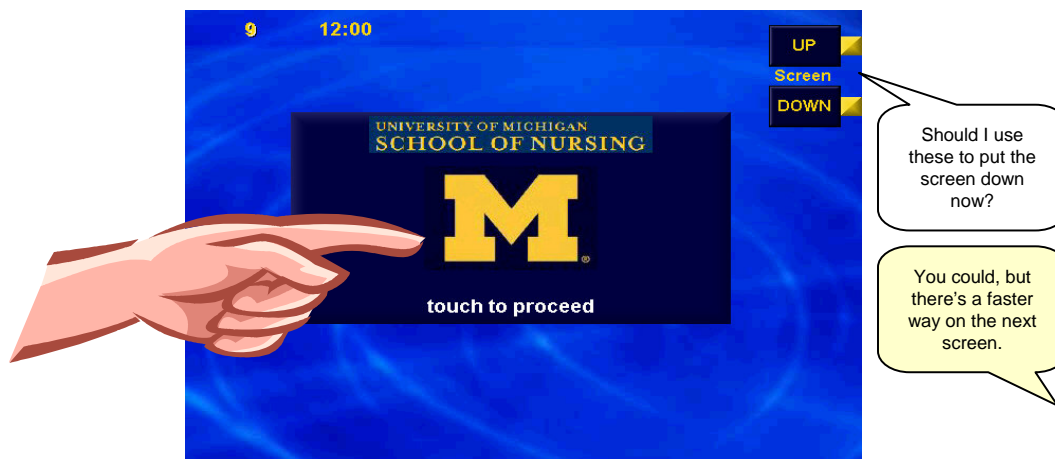 9 12:00
UP
Screen
DOWN
UNIVERSITY OF MICHIGAN
SCHOOL OF NURSING
M®
touch to proceed
Should I use
these to put the
screen down
now?
You could, but
there's a faster
way on the next
screen.